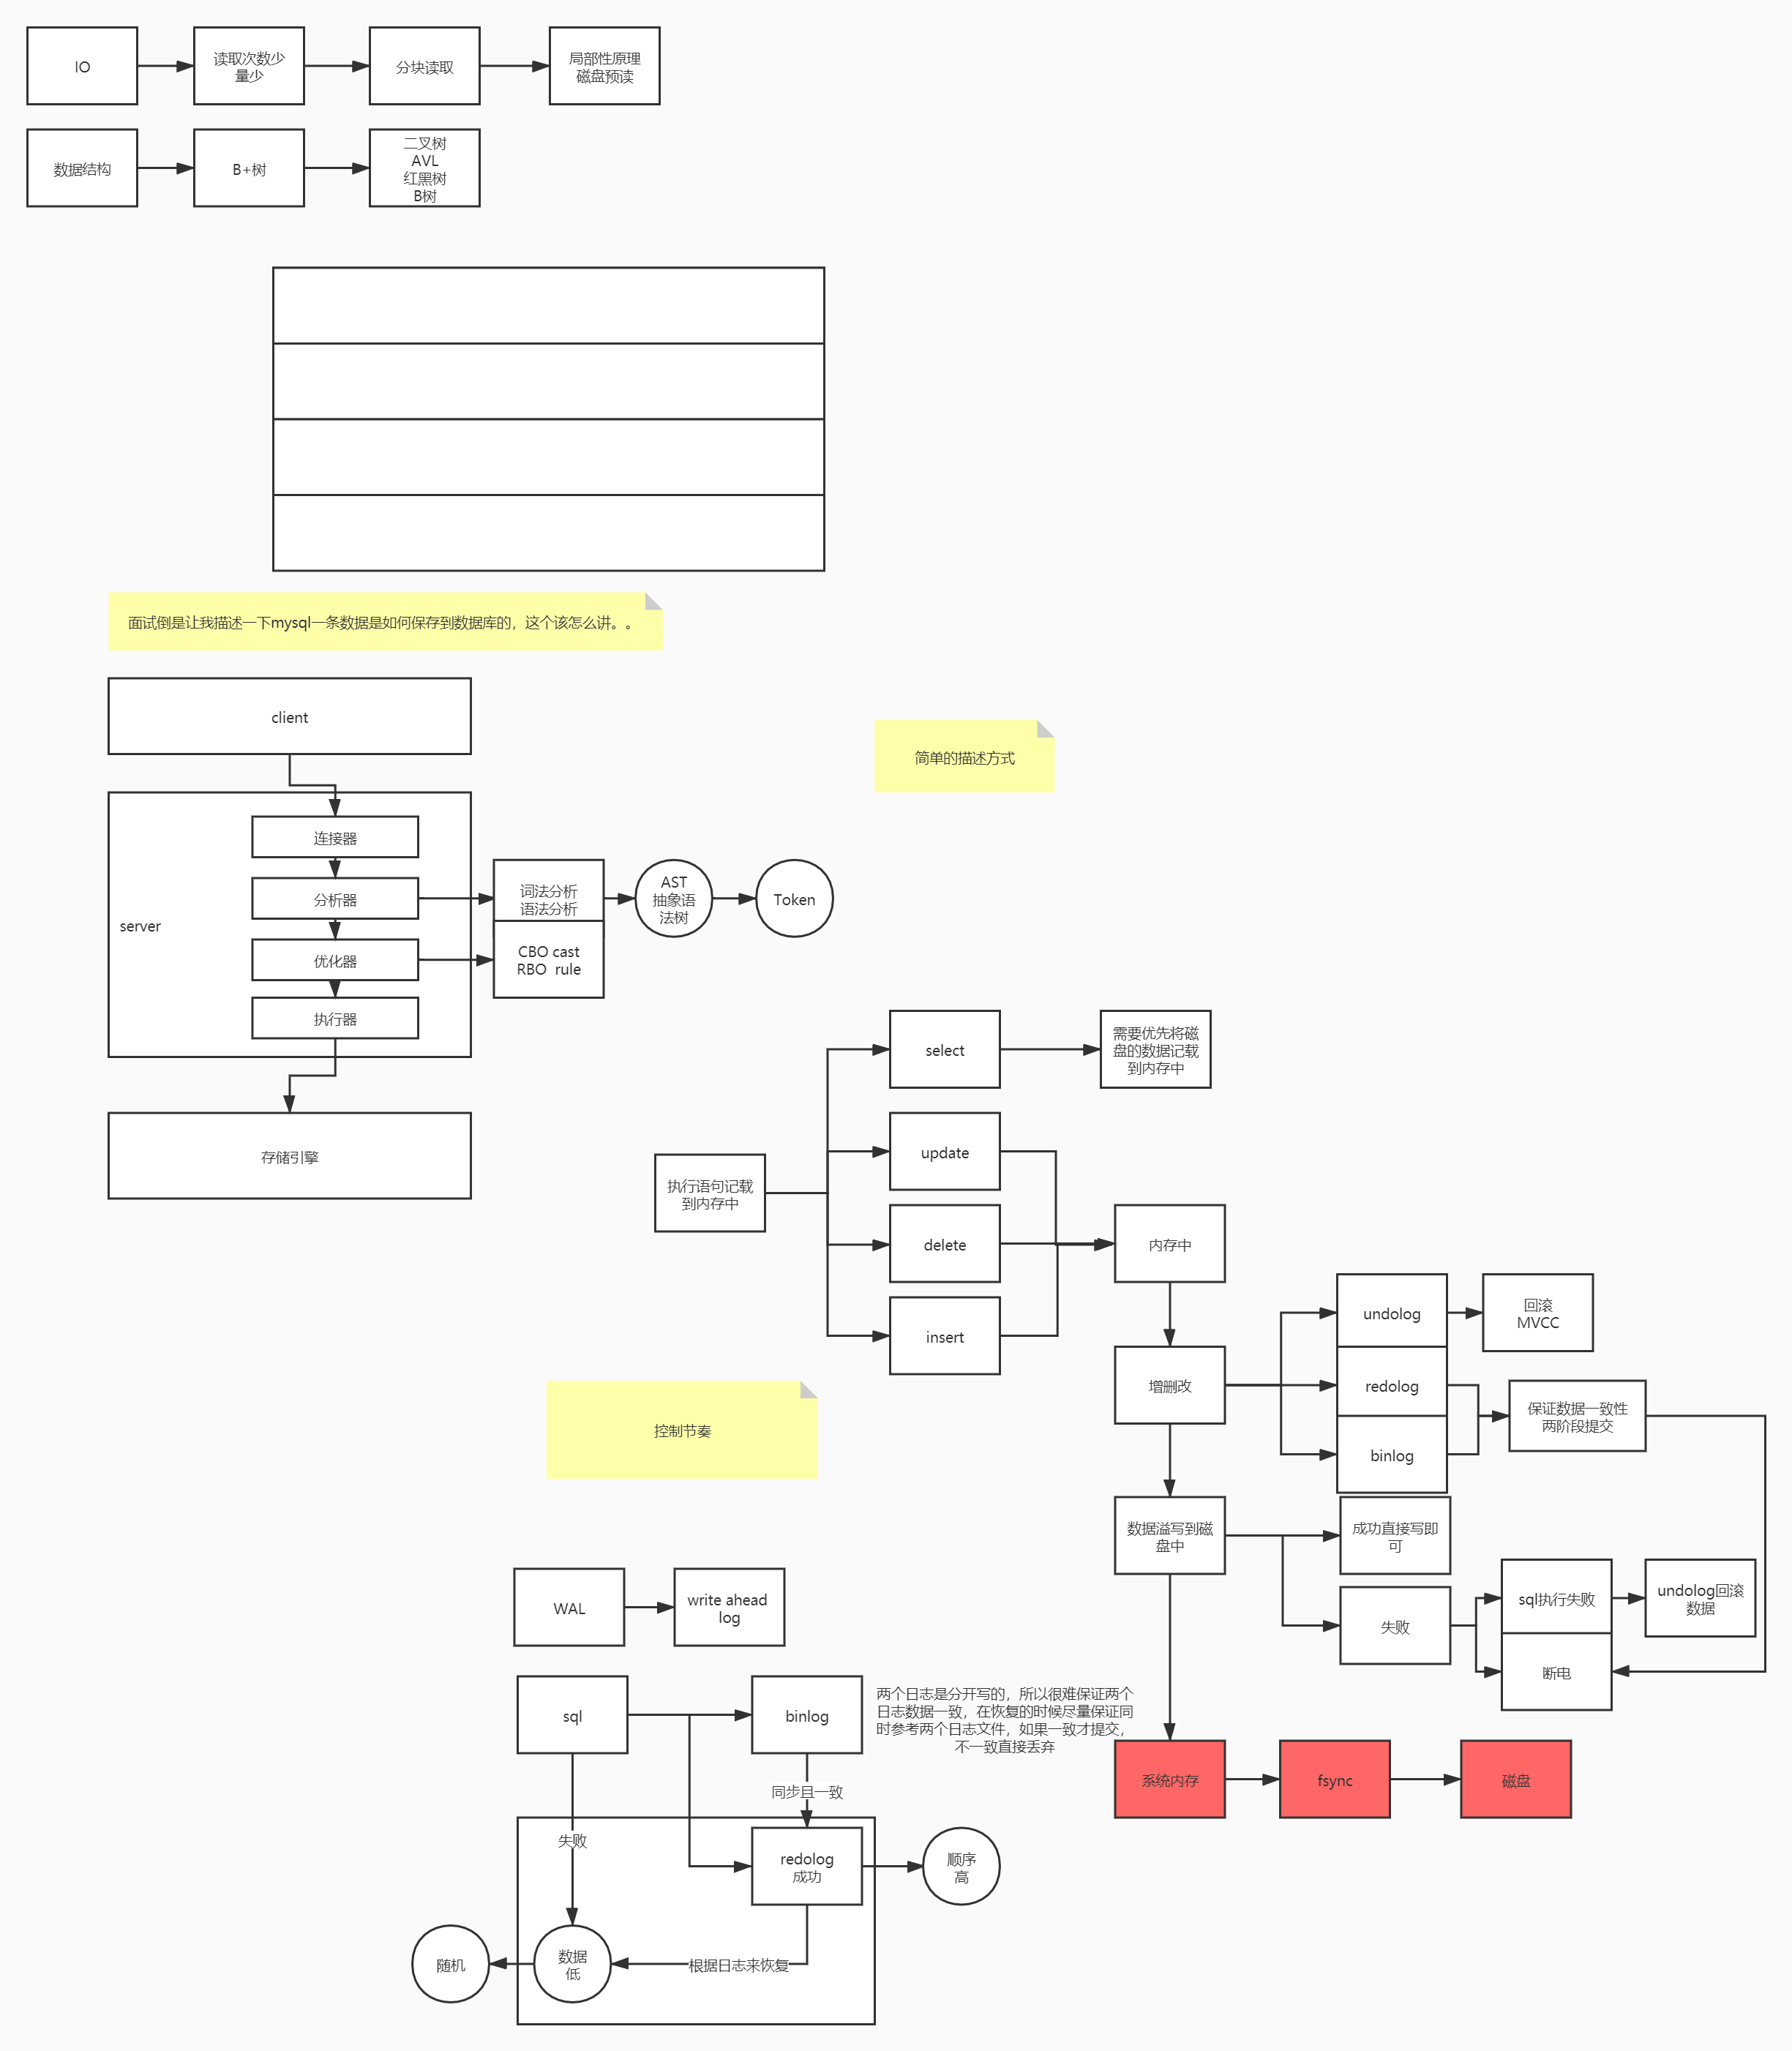 IO
读取次数少
量少
分块读取
局部性原理
磁盘预读
数据结构
B+树
二叉树
AVL
红黑树
B树
面试倒是让我描述一下mysql一条数据是如何保存到数据库的，这个该怎么讲。。
client
简单的描述方式
server
连接器
分析器
优化器
执行器
词法分析
语法分析
AST
抽象语
法树
Token
CBO cast
RBO  rule
存储引擎
执行语句记载
到内存中
select
需要优先将磁
盘的数据记载
到内存中
update
delete
insert
内存中
增删改
undolog
回滚
MVCC
redolog
binlog
保证数据一致性
两阶段提交
控制节奏
数据溢写到磁
盘中
成功直接写即
可
失败
sql执行失败
undolog回滚
数据
断电
WAL
write ahead
log
sql
binlog
两个日志是分开写的，所以很难保证两个
日志数据一致，在恢复的时候尽量保证同
时参考两个日志文件，如果一致才提交，
不一致直接丢弃
系统内存
fsync
磁盘
同步且一致
失败
redolog
成功
顺序
高
随机
数据
低
根据日志来恢复